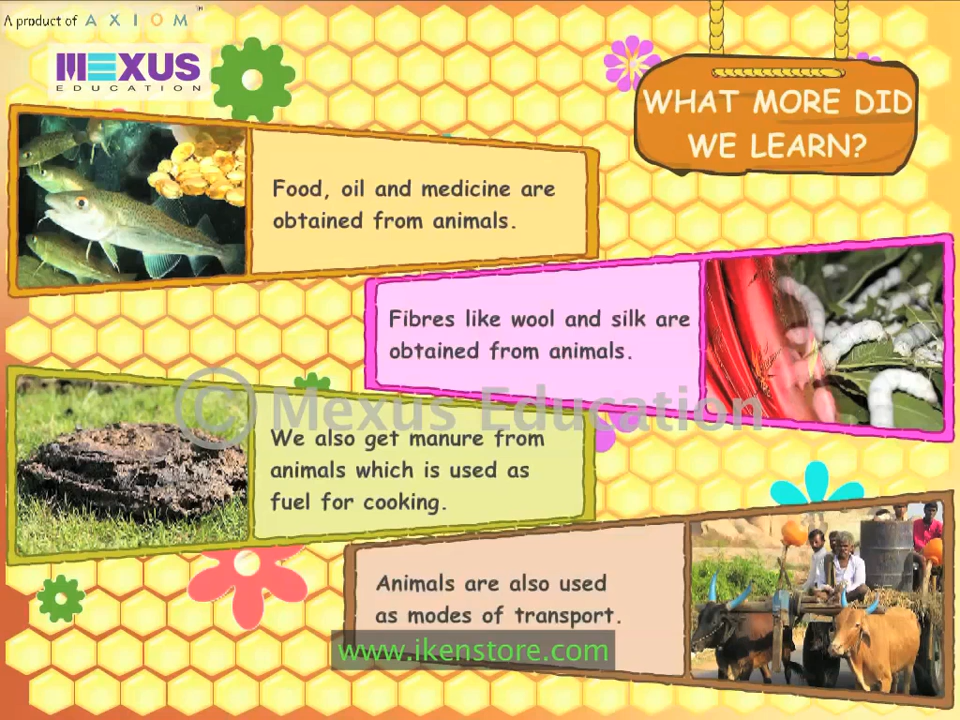 A product of AXIOM™
MEXUS
EDUCATION
WHAT MORE DID
WE LEARN?
Food, oil and medicine are
obtained from animals.
Fibres like wool and silk are
obtained from animals.
© Mexus Education
We also get manure from
animals which is used as
fuel for cooking.
Animals are also used
as modes of transport.
www.ikenstore.com